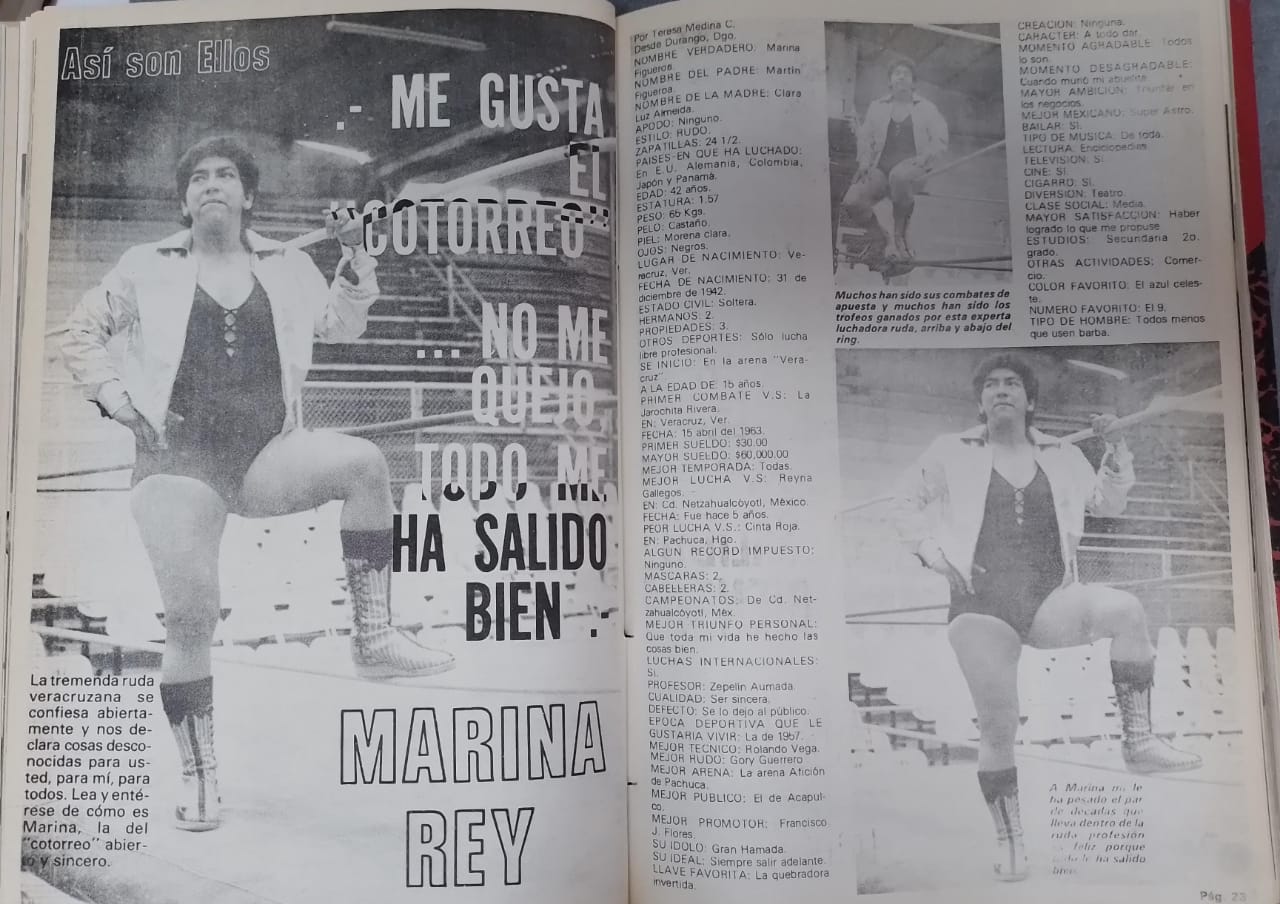 Así son Ellos
.- ME GUSTA
EL
"COTORREO"
... NO ME
QUEJO,
TODO ME
HA SALIDO
BIEN .-
MARINA
REY
La tremenda ruda
veracruzana se
confiesa abierta-
mente y nos de-
clara cosas desco-
nocidas para us-
ted, para mí, para
todos. Lea y enté-
rese de cómo es
Marina, la del
"cotorreo" abier-
to y sincero.
Por Teresa Medina C.
Desde Durango, Dgo.
NOMBRE VERDADERO: Marina
Figueroa.
NOMBRE DEL PADRE: Martín
Figueroa.
NOMBRE DE LA MADRE: Clara
Luz Almeida.
APODO: Ninguno.
ESTILO: RUDO.
ZAPATILLAS: 24 1/2.
PAISES EN QUE HA LUCHADO:
En E.U. Alemania, Colombia,
Japón y Panamá.
EDAD: 42 años.
ESTATURA: 1.57
PESO: 65 Kgs.
PELO: Castaño.
PIEL: Morena clara.
OJOS: Negros.
LUGAR DE NACIMIENTO: Ve-
racruz, Ver.
FECHA DE NACIMIENTO: 31 de
diciembre de 1942.
ESTADO CIVIL: Soltera.
HERMANOS: 2.
PROPIEDADES: 3.
OTROS DEPORTES: Sólo lucha
libre profesional.
SE INICIO: En la arena "Vera-
cruz".
A LA EDAD DE: 15 años.
PRIMER COMBATE V.S: La
Jarochita Rivera.
EN: Veracruz, Ver.
FECHA: 15 abril del 1963.
PRIMER SUELDO: $30.00
MAYOR SUELDO: $60,000.00
MEJOR TEMPORADA: Todas.
MEJOR LUCHA V.S: Reyna
Gallegos.
EN: Cd. Netzahualcóyotl, México.
FECHA: Fue hace 5 años.
PEOR LUCHA V.S.: Cinta Roja.
EN: Pachuca, Hgo.
ALGUN RECORD IMPUESTO:
Ninguno.
MASCARAS: 2.
CABELLERAS: 2.
CAMPEONATOS: De Cd. Net-
zahualcóyotl, Méx.
MEJOR TRIUNFO PERSONAL:
Que toda mi vida he hecho las
cosas bien.
LUCHAS INTERNACIONALES:
SI.
PROFESOR: Zepelin Aumada.
CUALIDAD: Ser sincera.
DEFECTO: Se lo dejo al público.
EPOCA DEPORTIVA QUE LE
GUSTARIA VIVIR: La de 1957.
MEJOR TECNICO: Rolando Vega.
MEJOR RUDO: Gory Guerrero
MEJOR ARENA: La arena Afición
de Pachuca.
MEJOR PUBLICO: El de Acapul-
co.
MEJOR PROMOTOR: Francisco
J. Flores.
SU IDOLO: Gran Hamada.
SU IDEAL: Siempre salir adelante.
LLAVE FAVORITA: La quebradora
invertida.
Muchos han sido sus combates de
apuesta y muchos han sido los
trofeos ganados por esta experta
luchadora ruda, arriba y abajo del
ring.
CREACION: Ninguna.
CARACTER: A todo dar.
MOMENTO AGRADABLE: Todos
lo son.
MOMENTO DESAGRADABLE:
Cuando murió mi abuelita.
MAYOR AMBICION: Triunfar en
los negocios.
MEJOR MEXICANO: Super Astro.
BAILAR: SI.
TIPO DE MUSICA: De toda.
LECTURA: Enciclopedias.
TELEVISION: SI.
CINE: SI.
CIGARRO: SI.
DIVERSION: Teatro.
CLASE SOCIAL: Media.
MAYOR SATISFACCION: Haber
logrado lo que me propuse
ESTUDIOS: Secundaria 2o.
grado.
OTRAS ACTIVIDADES: Comer-
cio.
COLOR FAVORITO: El azul celes-
te.
NUMERO FAVORITO: El 9.
TIPO DE HOMBRE: Todos menos
que usen barba.
A Marina no le
ha pesado el par
de décadas que
lleva dentro de la
ruda profesión
es feliz porque
todo le ha salido
bien.
Pág. 23